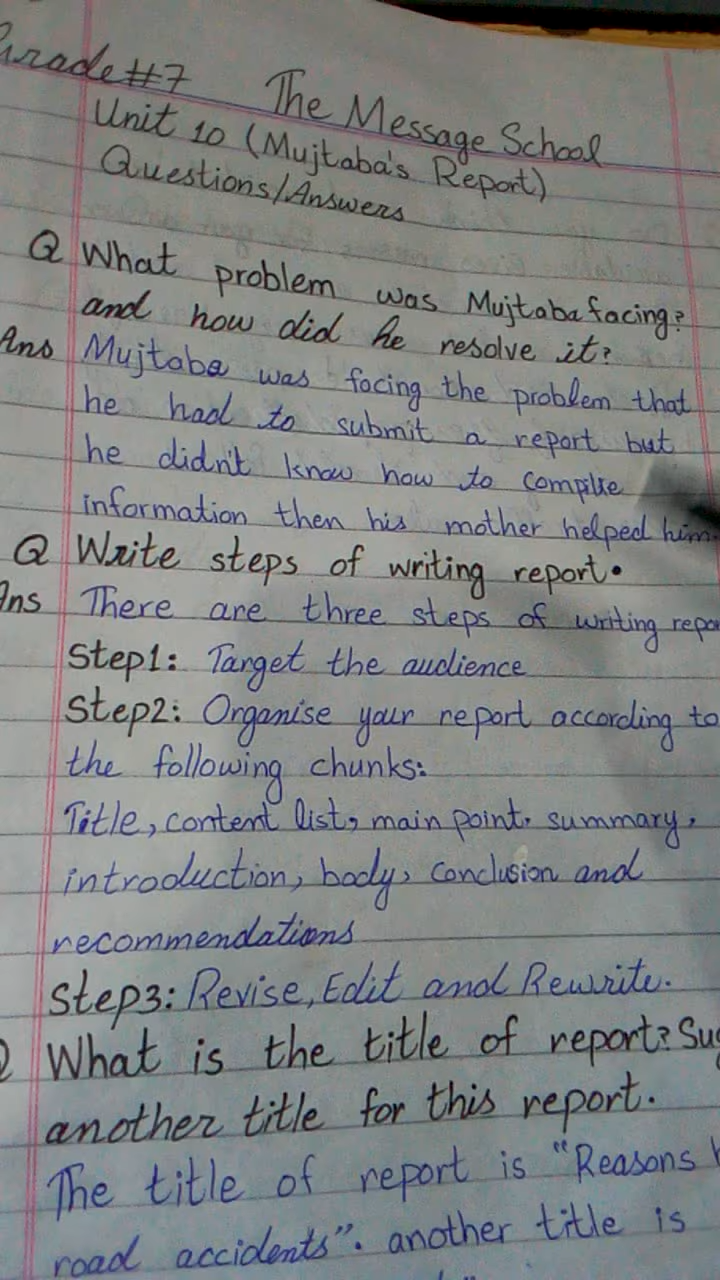 Grade#7 The Message School
Unit 10 (Mujtaba's Report)
Questions/Answers
Q What problem was Mujtaba facing?
and how did he resolve it?
Ans Mujtaba was facing the problem that
he had to submit a report but
he didn't know how to complie
information then his mother helped him.
Q Write steps of writing report.
Ans There are three steps of writing repo
Step1: Target the audience
Step2: Organise your report according to
the following chunks:
Title, content list, main point, summary,
introduction, body, conclusion and
recommendations
Step3: Revise, Edit and Rewrite.
Q What is the title of report? Sug
another title for this report.
The title of report is "Reasons
road accidents". another title is